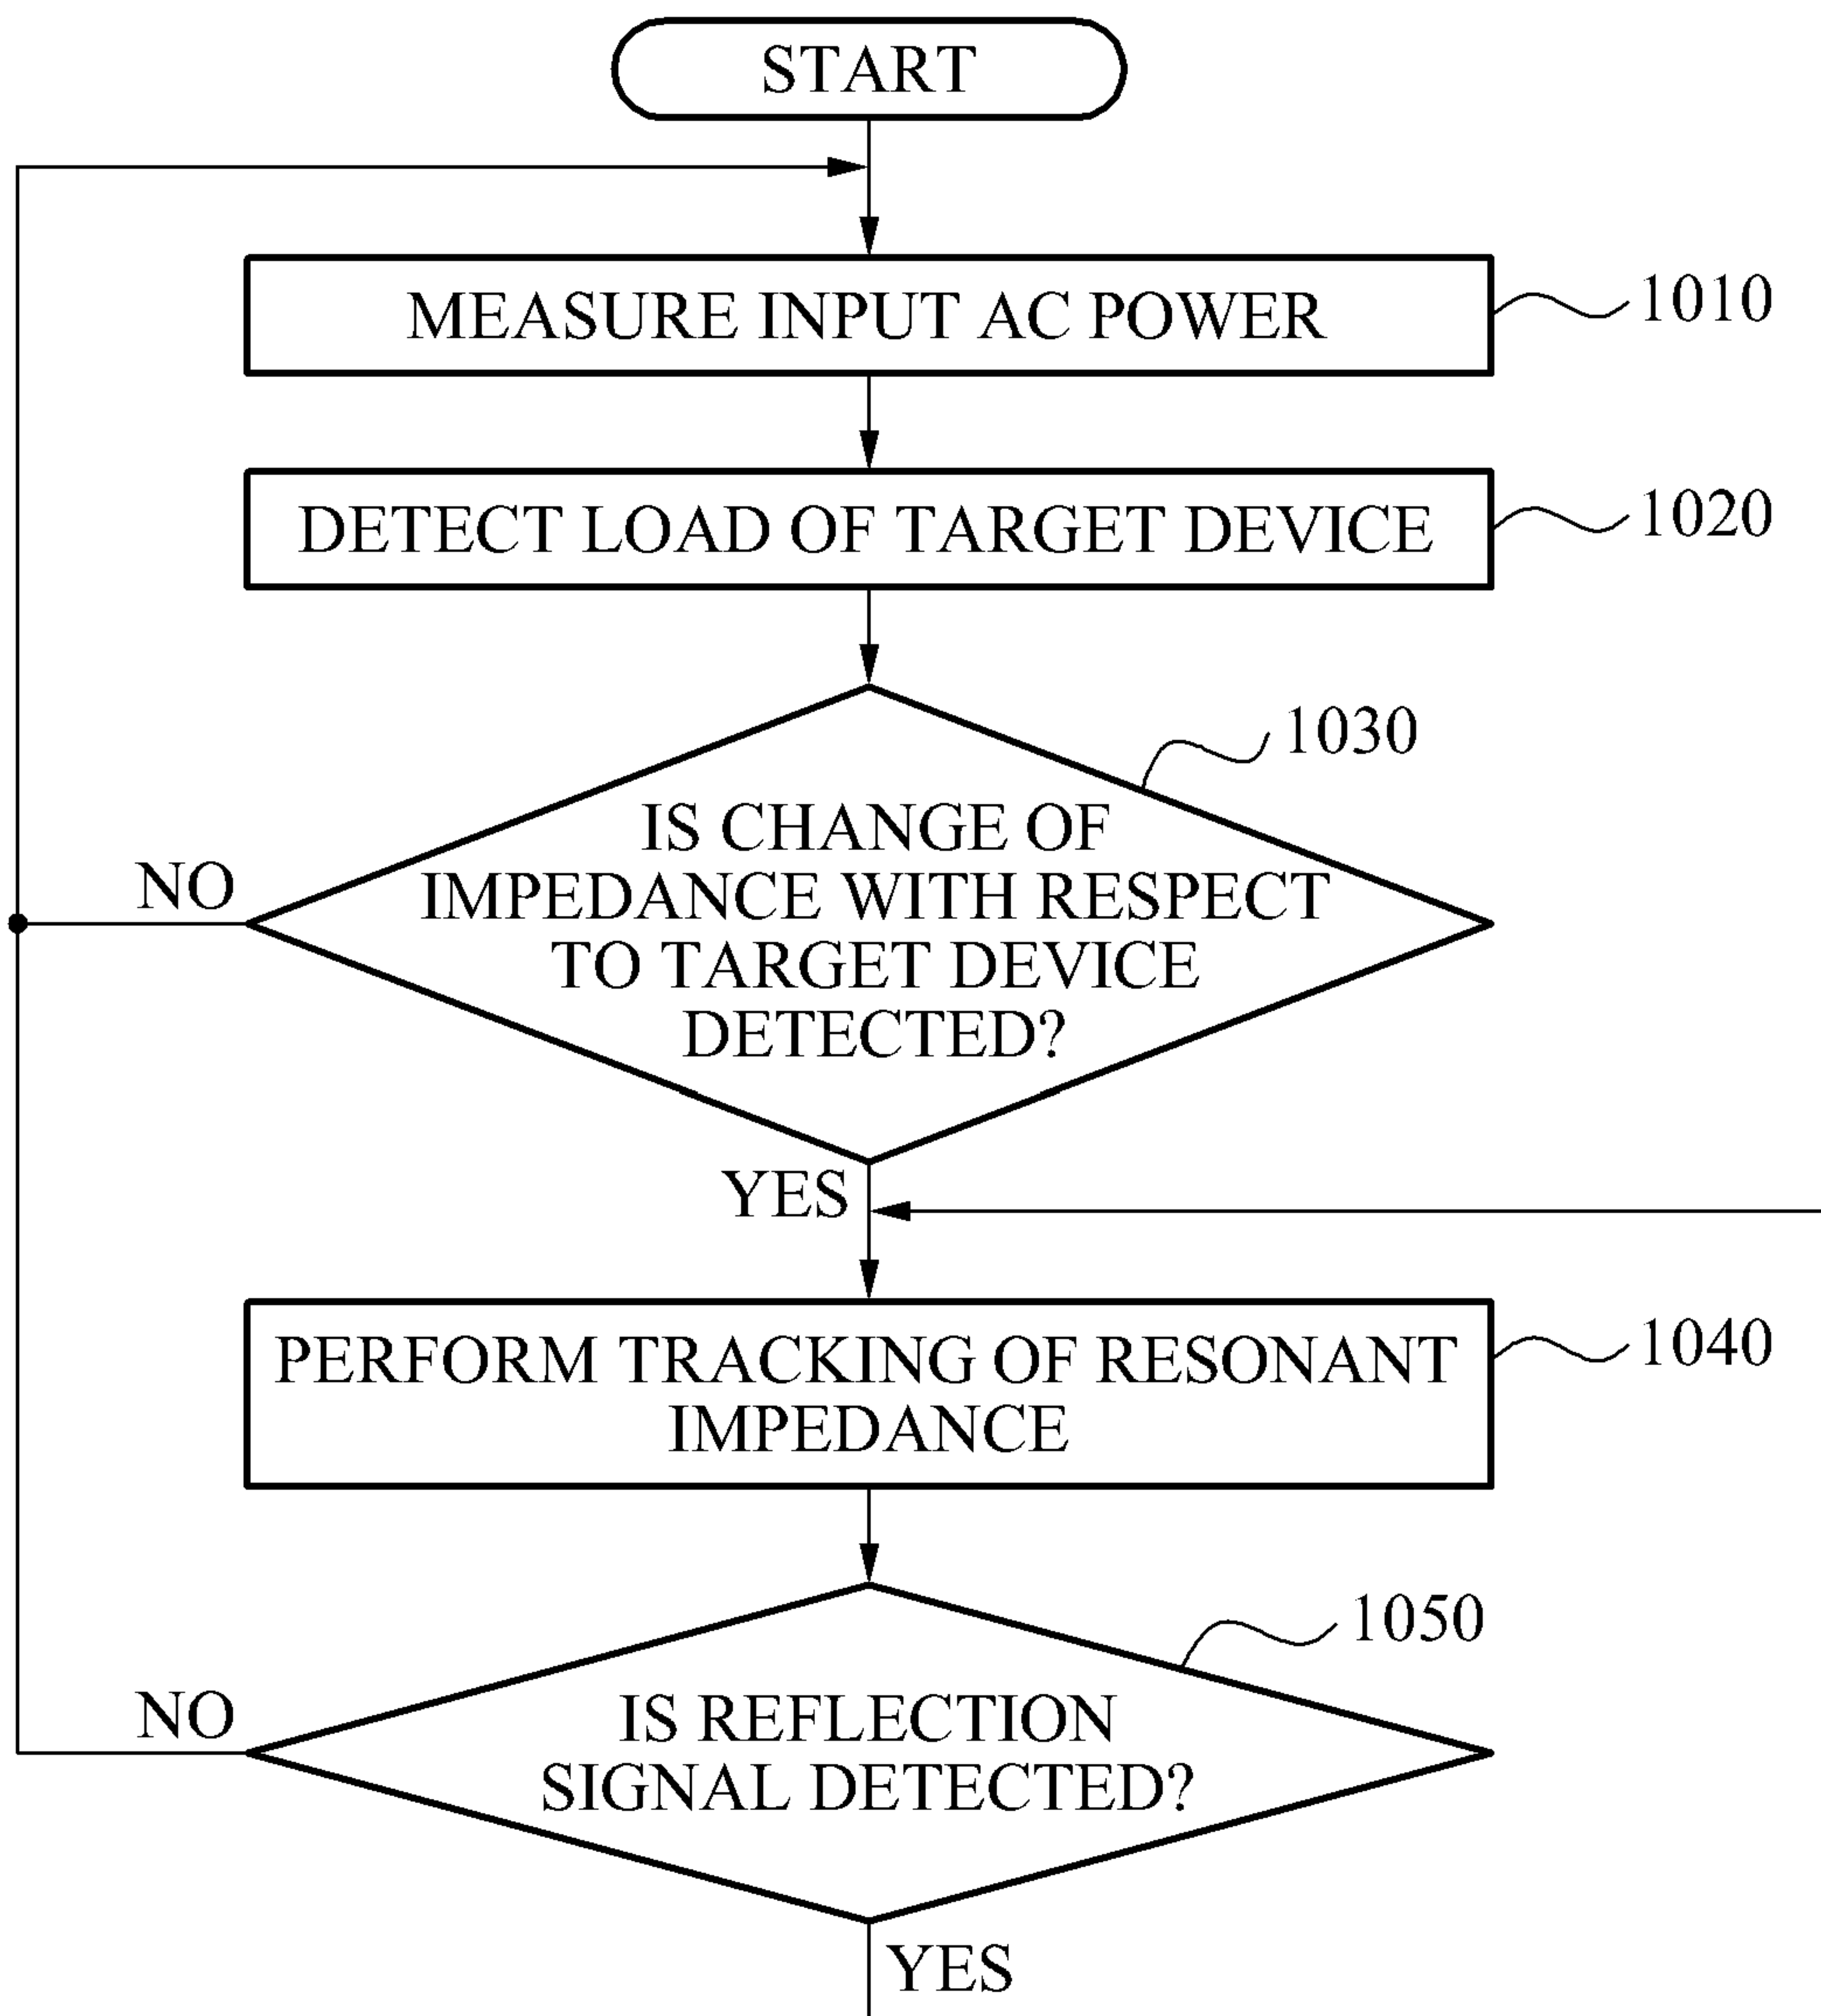 START
MEASURE INPUT AC POWER
1010
DETECT LOAD OF TARGET DEVICE
1020
1030
IS CHANGE OF
IMPEDANCE WITH RESPECT
TO TARGET DEVICE
DETECTED?
NO
YES
PERFORM TRACKING OF RESONANT
IMPEDANCE
1040
1050
IS REFLECTION
SIGNAL DETECTED?
NO
YES